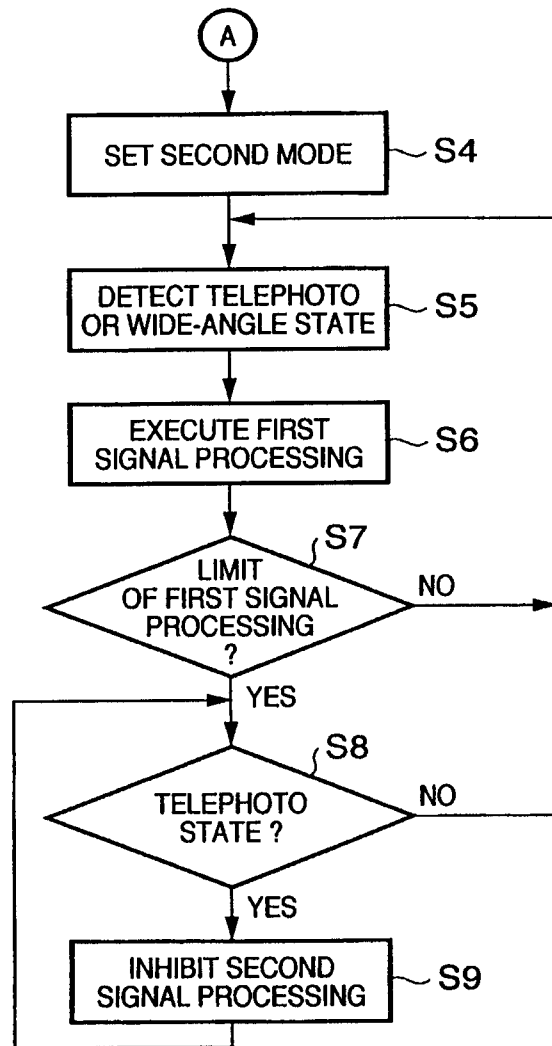 A
SET SECOND MODE
S4
DETECT TELEPHOTO
OR WIDE-ANGLE STATE
S5
EXECUTE FIRST
SIGNAL PROCESSING
S6
S7
LIMIT
OF FIRST SIGNAL
PROCESSING
?
NO
YES
S8
TELEPHOTO
STATE ?
NO
YES
INHIBIT SECOND
SIGNAL PROCESSING
S9